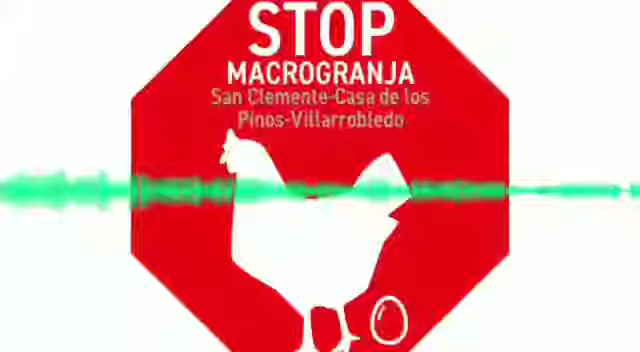 STOP
MACROGRANJA
San Clemente-Casa de los
Pinos-Villarrobledo